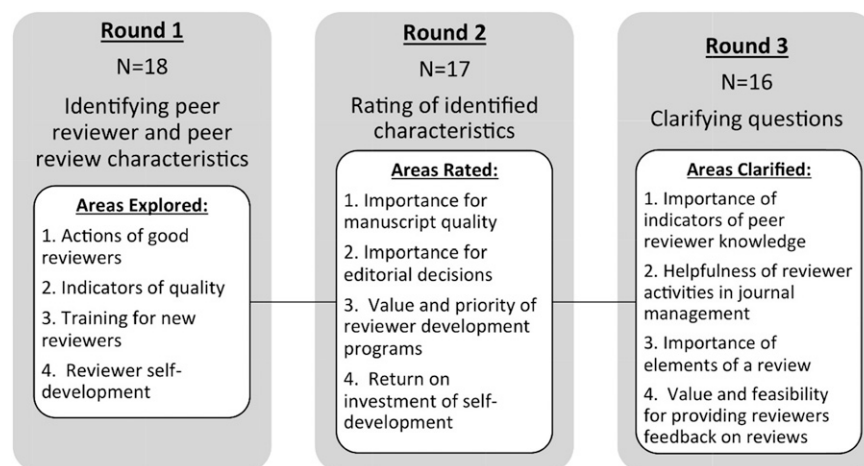 Round 1
N=18
Identifying peer
reviewer and peer
review characteristics
Areas Explored:
1. Actions of good
reviewers
2. Indicators of quality
3. Training for new
reviewers
4. Reviewer self-
development
Round 2
N=17
Rating of identified
characteristics
Areas Rated:
1. Importance for
manuscript quality
2. Importance for
editorial decisions
3. Value and priority of
reviewer development
programs
4. Return on
investment of self-
development
Round 3
N=16
Clarifying questions
Areas Clarified:
1. Importance of
indicators of peer
reviewer knowledge
2. Helpfulness of reviewer
activities in journal
management
3. Importance of
elements of a review
4. Value and feasibility
for providing reviewers
feedback on reviews